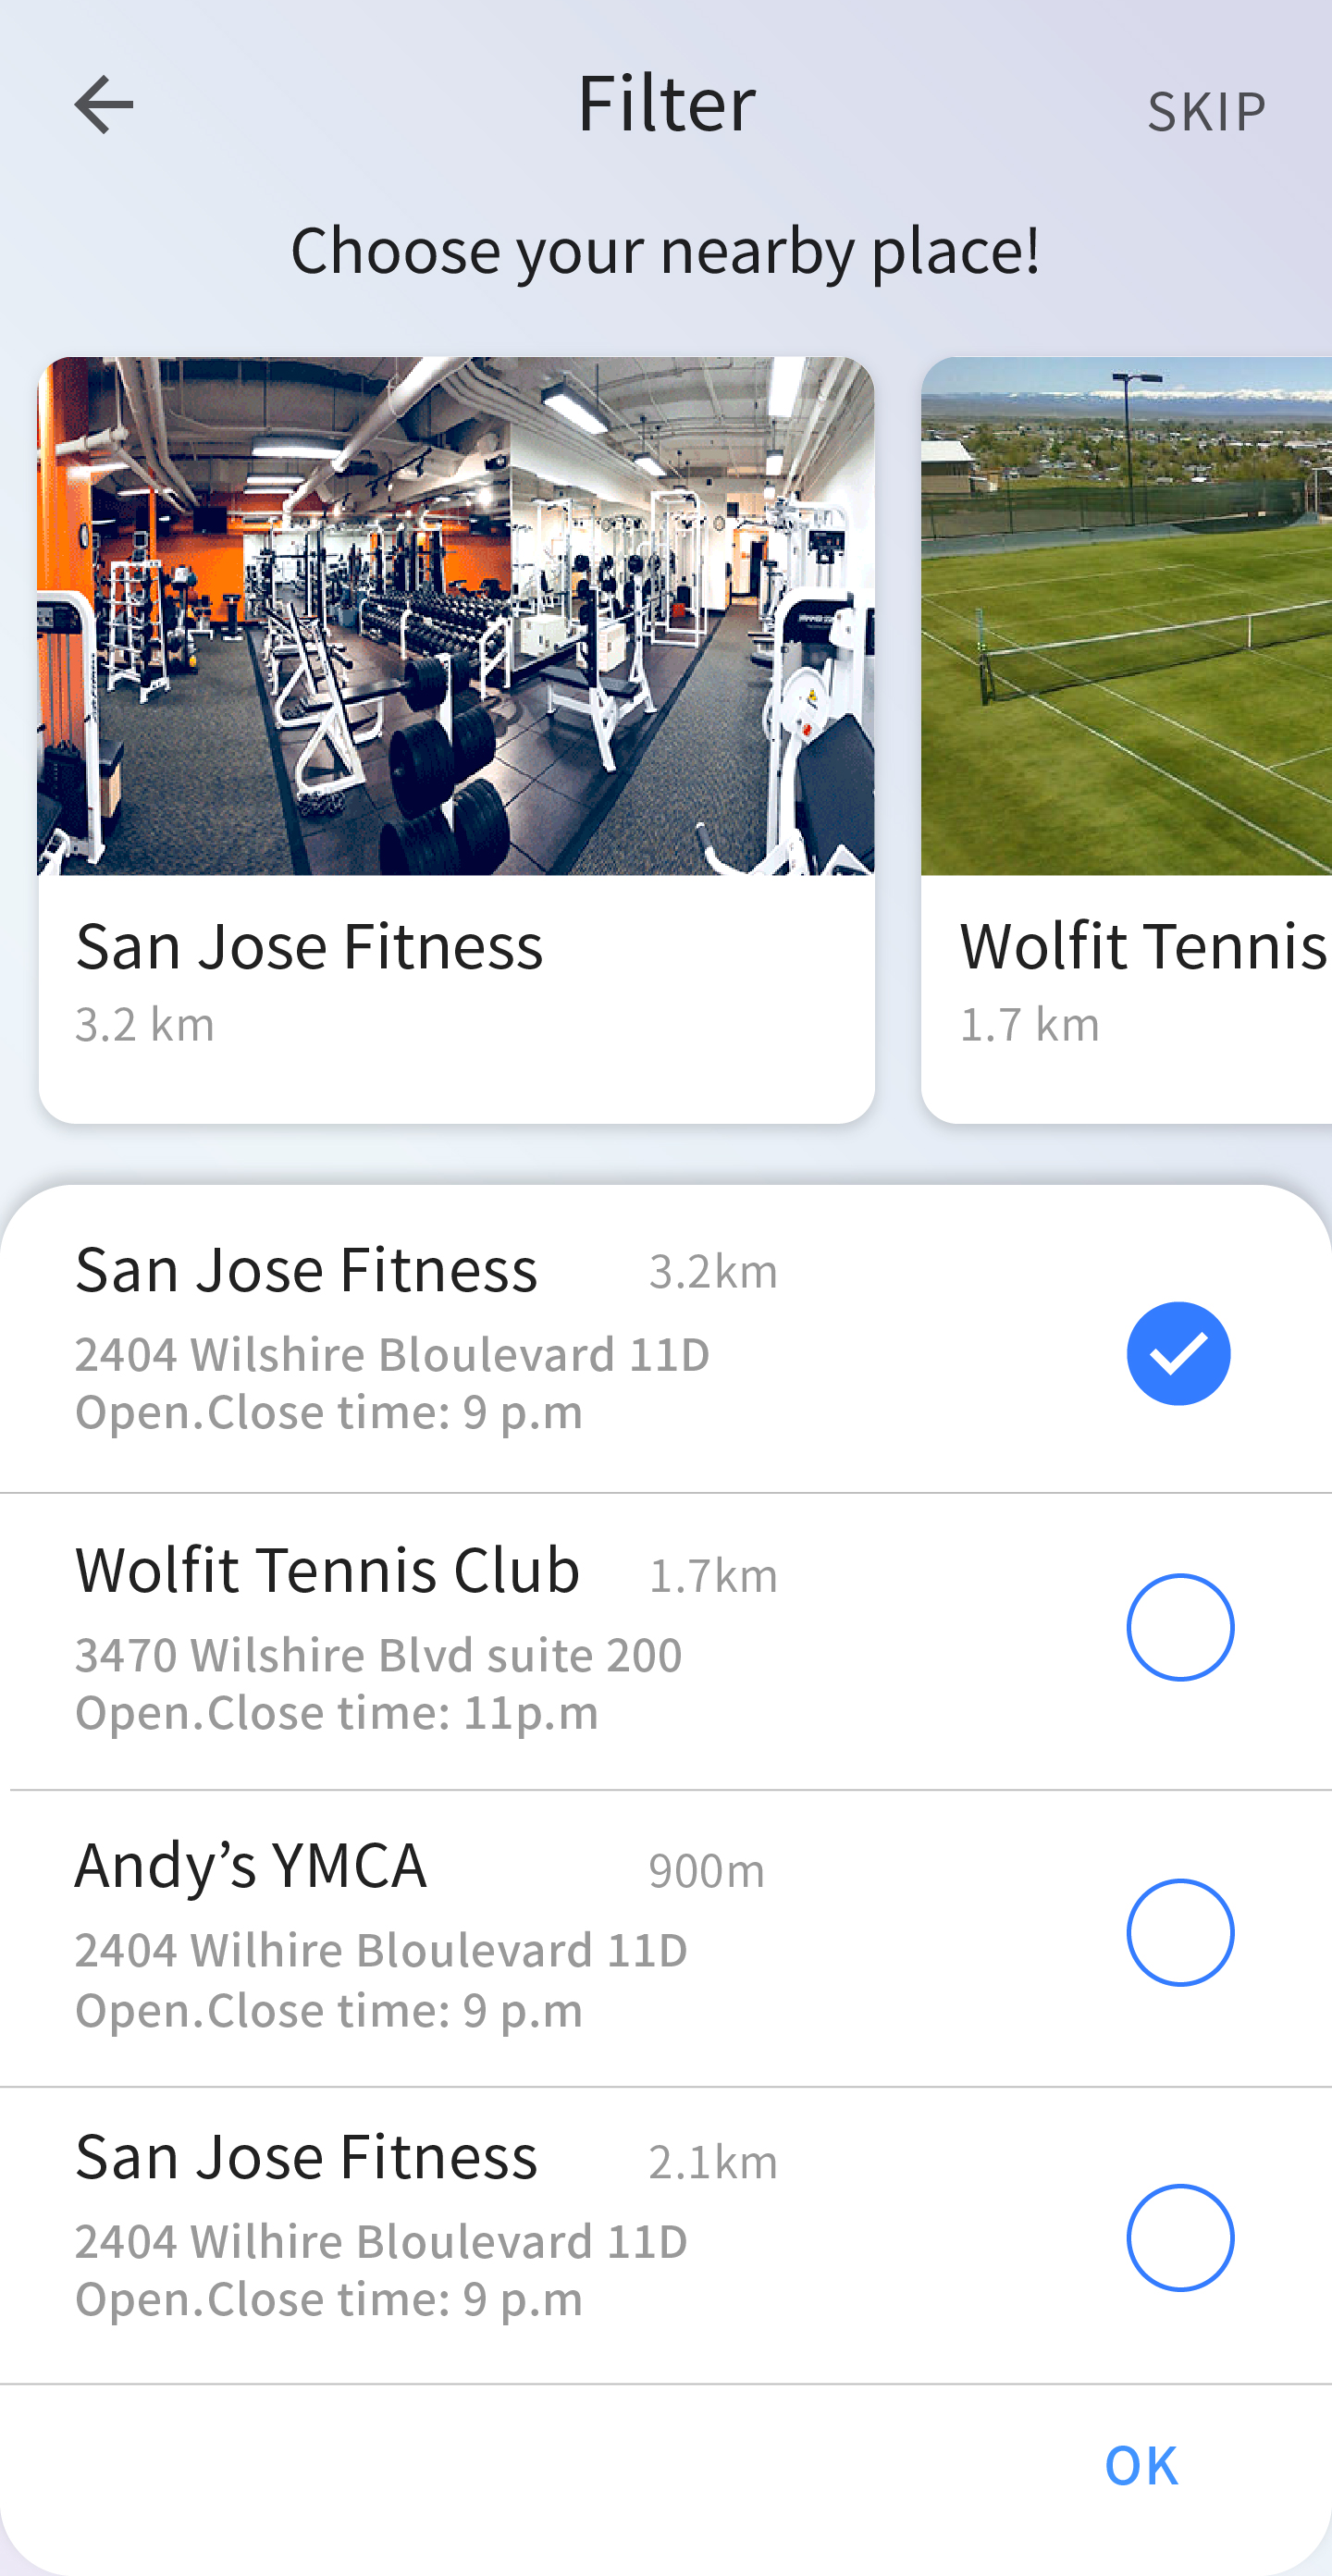 Filter
SKIP
Choose your nearby place!
San Jose Fitness
3.2 km
Wolfit Tennis
1.7 km
San Jose Fitness 3.2km
2404 Wilshire Bloulevard 11D
Open.Close time: 9 p.m
Wolfit Tennis Club 1.7km
3470 Wilshire Blvd suite 200
Open.Close time: 11p.m
Andy’s YMCA 900m
2404 Wilhire Bloulevard 11D
Open.Close time: 9 p.m
San Jose Fitness 2.1km
2404 Wilhire Bloulevard 11D
Open.Close time: 9 p.m
OK